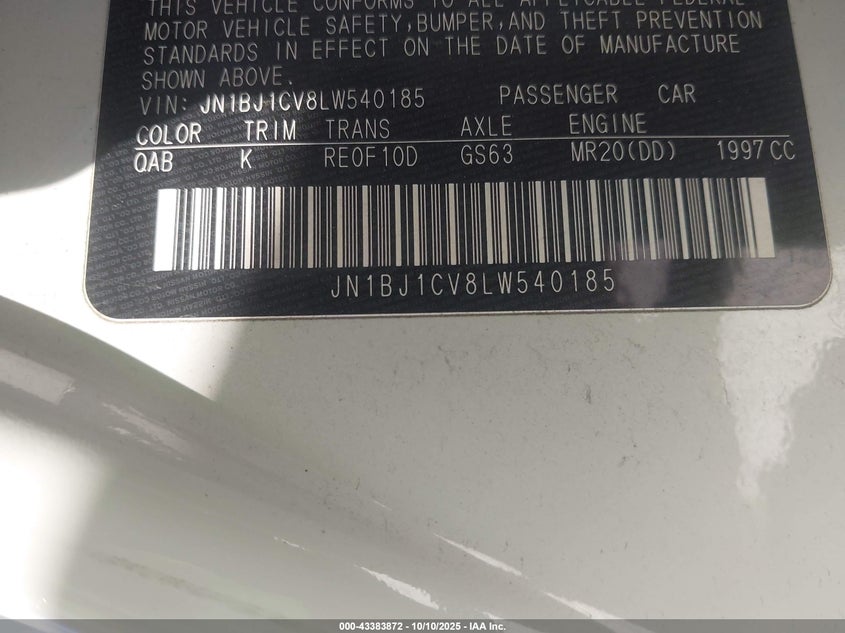 THIS VEHICLE CONFORMS TO ALL APPLICABLE FEDERAL
MOTOR VEHICLE SAFETY, BUMPER, AND THEFT PREVENTION
STANDARDS IN EFFECT ON THE DATE OF MANUFACTURE
SHOWN ABOVE.
VIN: JN1BJ1CV8LW540185 PASSENGER CAR
COLOR TRIM TRANS AXLE ENGINE
QAB K RE0F10D GS63 MR20(DD) 1997CC
JN1BJ1CV8LW540185
000-43383872 - 10/10/2025 - IAA Inc.